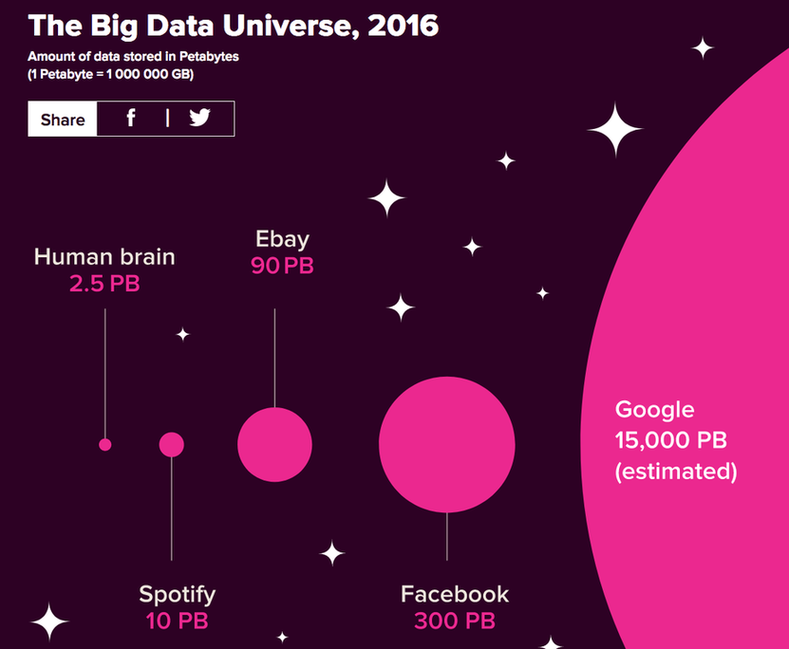 The Big Data Universe, 2016
Amount of data stored in Petabytes
(1 Petabyte = 1 000 000 GB)
Share
Human brain
2.5 PB
Ebay
90 PB
Google
15,000 PB
(estimated)
Spotify
10 PB
Facebook
300 PB